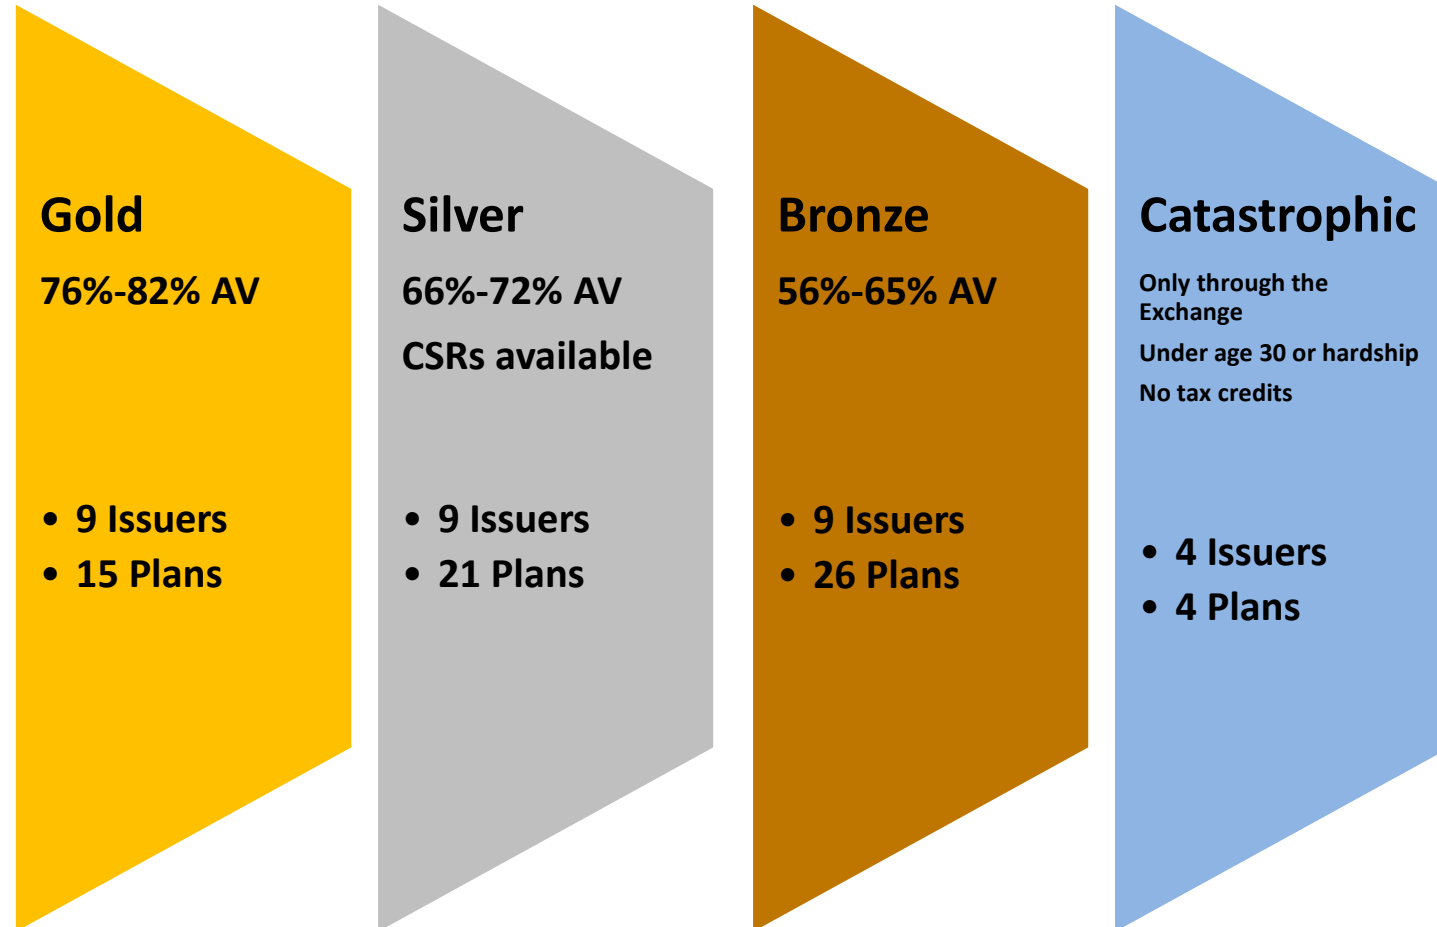 Gold
76%-82% AV
• 9 Issuers
• 15 Plans
Silver
66%-72% AV
CSRs available
• 9 Issuers
• 21 Plans
Bronze
56%-65% AV
• 9 Issuers
• 26 Plans
Catastrophic
Only through the
Exchange
Under age 30 or hardship
No tax credits
• 4 Issuers
• 4 Plans